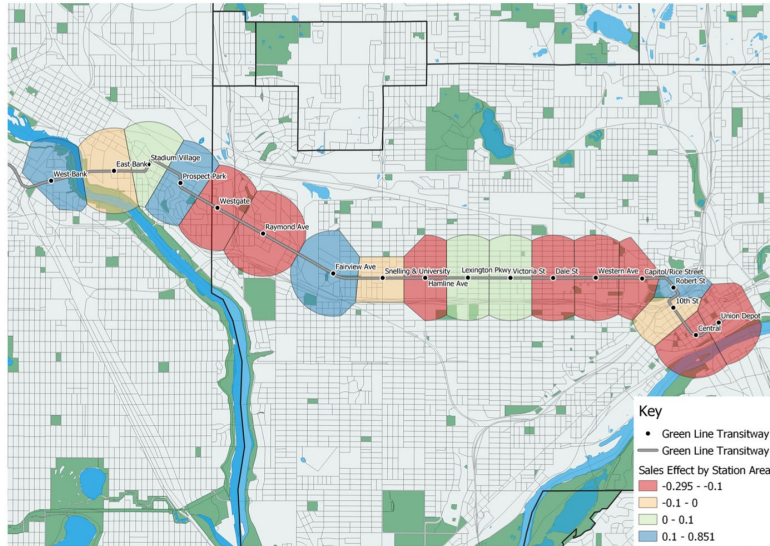 East Bank
Stadium Village
West Bank
Prospect Park
Westgate
Raymond Ave
Fairview Ave
Snelling & University
Hamline Ave
Lexington Pkwy
Victoria St
Dale St
Western Ave
Capitol/Rice Street
Robert St
10th St
Union Depot
Central
Key
Green Line Transitway
Green Line Transitway
Sales Effect by Station Area
-0.295 - -0.1
-0.1 - 0
0 - 0.1
0.1 - 0.851